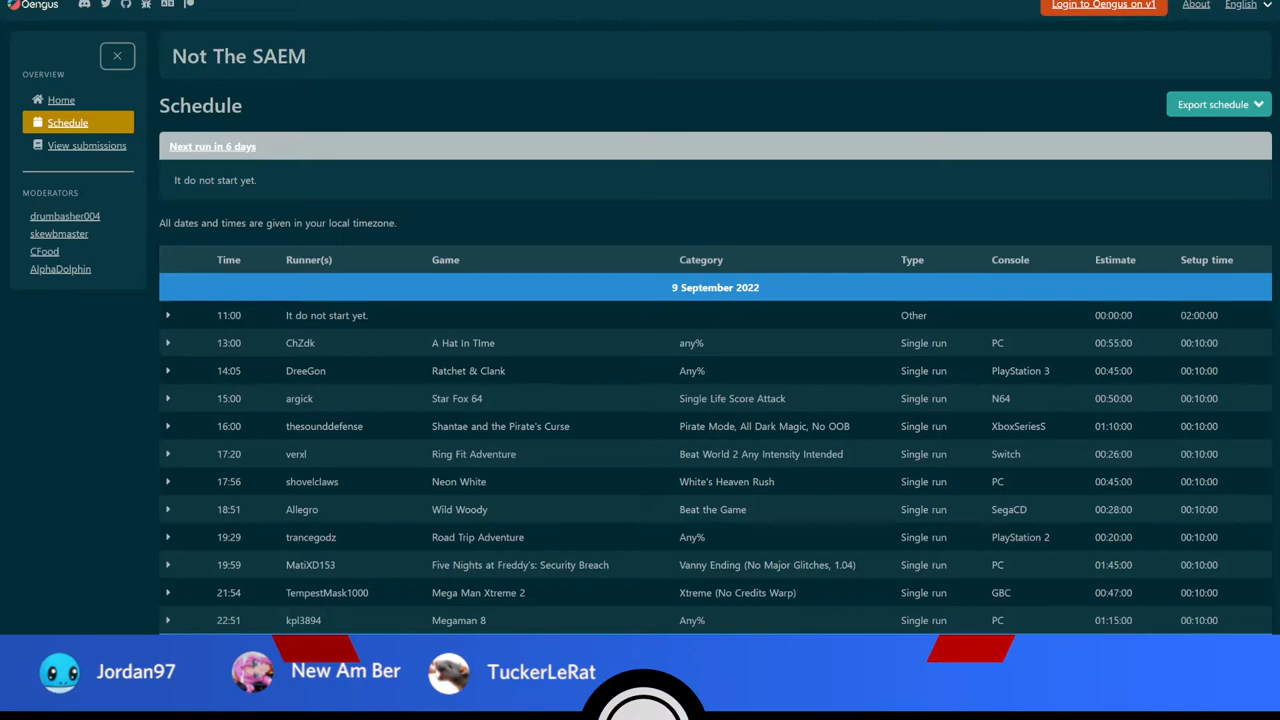 Oengus
Login to Oengus on v1
About
English
Not The SAEM
OVERVIEW
Home
Schedule
View submissions
MODERATORS
drumbasher004
skewbmaster
CFood
AlphaDolphin
Schedule
Export schedule
Next run in 6 days
It do not start yet.
All dates and times are given in your local timezone.
Time Runner(s) Game Category Type Console Estimate Setup time
9 September 2022
11:00 It do not start yet. Other 00:00:00 02:00:00
13:00 ChZdk A Hat In TIme any% Single run PC 00:55:00 00:10:00
14:05 DreeGon Ratchet & Clank Any% Single run PlayStation 3 00:45:00 00:10:00
15:00 argick Star Fox 64 Single Life Score Attack Single run N64 00:50:00 00:10:00
16:00 thesounddefense Shantae and the Pirate's Curse Pirate Mode, All Dark Magic, No OOB Single run XboxSeriesS 01:10:00 00:10:00
17:20 verxl Ring Fit Adventure Beat World 2 Any Intensity Intended Single run Switch 00:26:00 00:10:00
17:56 shovelclaws Neon White White's Heaven Rush Single run PC 00:45:00 00:10:00
18:51 Allegro Wild Woody Beat the Game Single run SegaCD 00:28:00 00:10:00
19:29 trancegodz Road Trip Adventure Any% Single run PlayStation 2 00:20:00 00:10:00
19:59 MatiXD153 Five Nights at Freddy's: Security Breach Vanny Ending (No Major Glitches, 1.04) Single run PC 01:45:00 00:10:00
21:54 TempestMask1000 Mega Man Xtreme 2 Xtreme (No Credits Warp) Single run GBC 00:47:00 00:10:00
22:51 kpl3894 Megaman 8 Any% Single run PC 01:15:00 00:10:00
Jordan97 New Am Ber TuckerLeRat